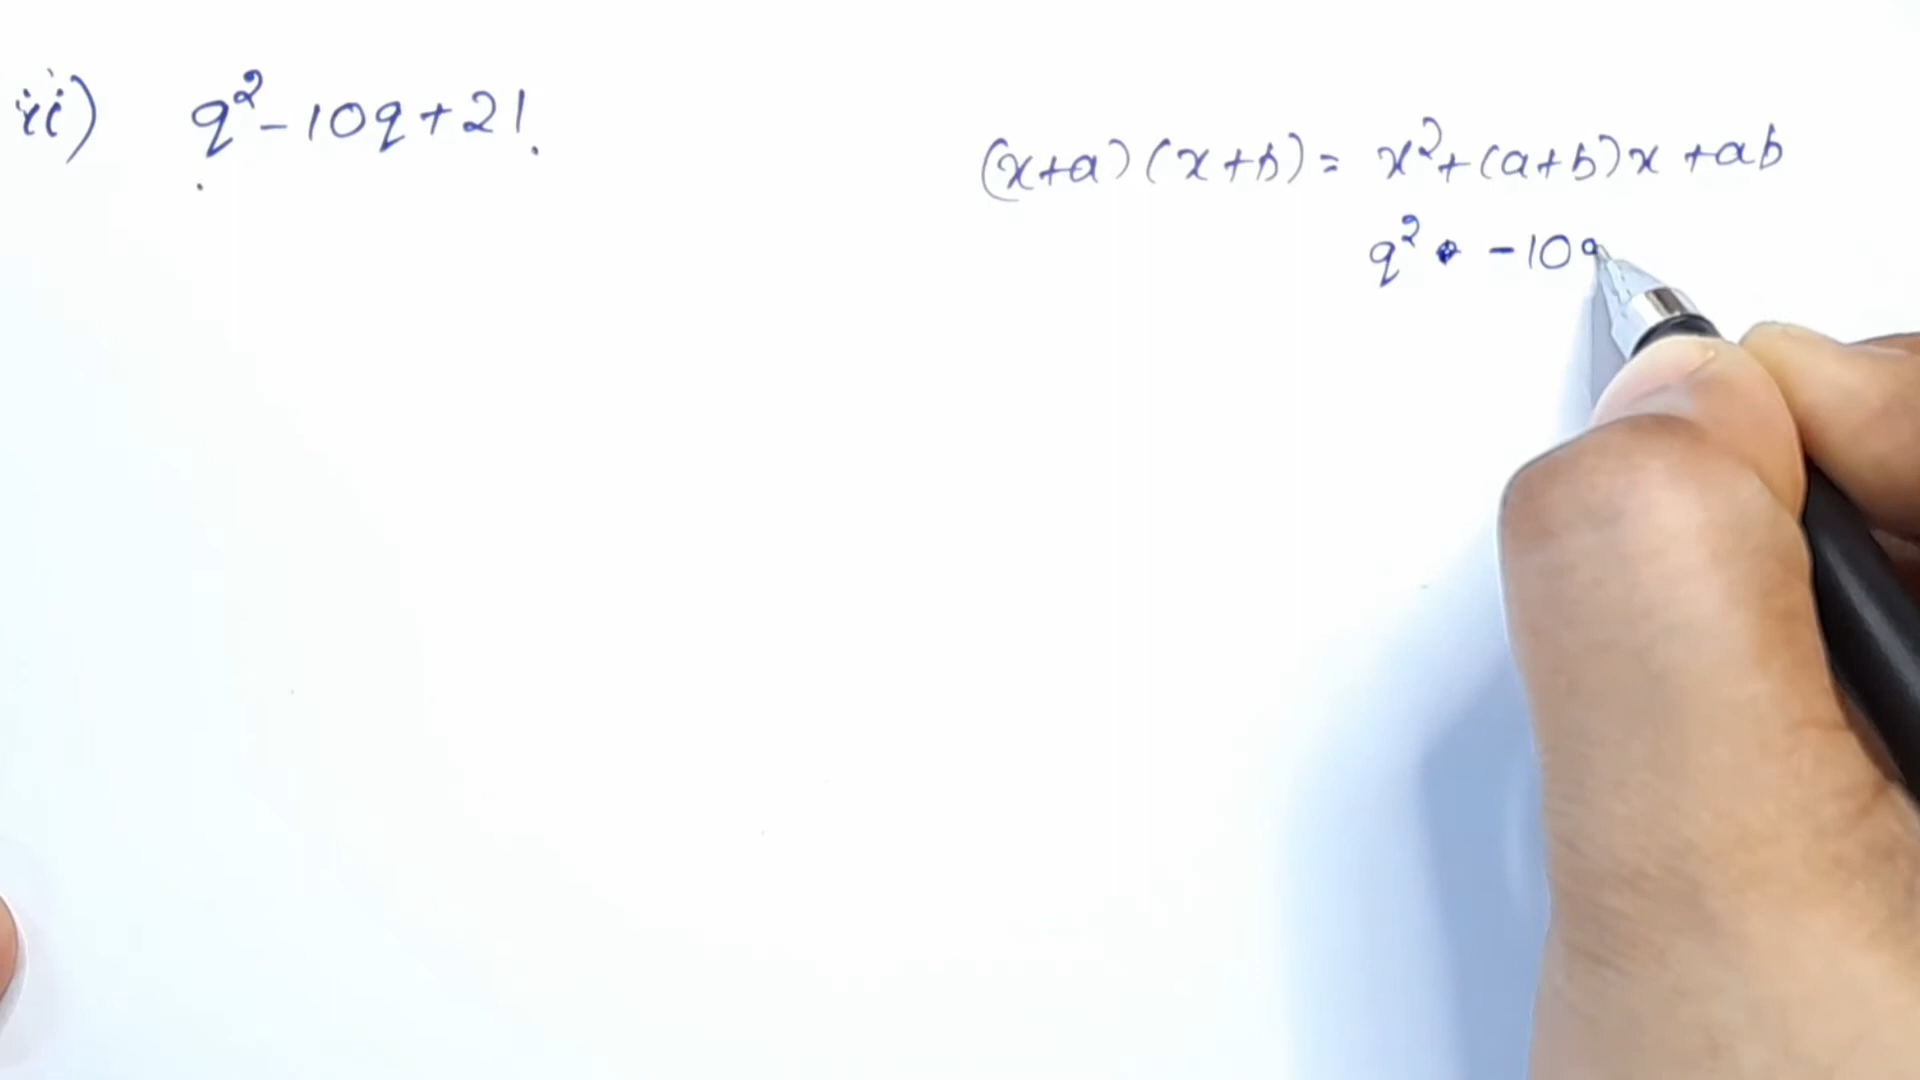 ii) q² - 10q + 21.
(x+a)(x+b) = x² + (a+b)x + ab
q² - 10q